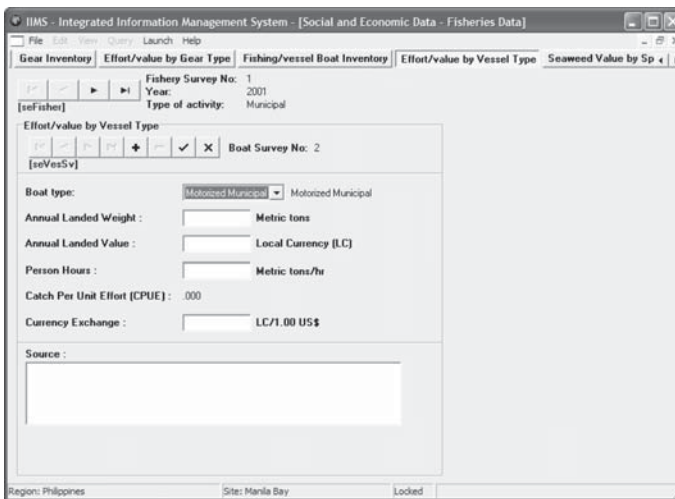 IIMS - Integrated Information Management System - [Social and Economic Data - Fisheries Data]
File Edit View Query Launch Help
Gear Inventory Effort/value by Gear Type Fishing/vessel Boat Inventory Effort/value by Vessel Type Seaweed Value by Sp
Fishery Survey No: 1
Year: 2001
[seFisher] Type of activity: Municipal
Effort/value by Vessel Type
Boat Survey No: 2
[seVesSv]
Boat type: Motorized Municipal Motorized Municipal
Annual Landed Weight : Metric tons
Annual Landed Value : Local Currency (LC)
Person Hours : Metric tons/hr
Catch Per Unit Effort (CPUE) : .000
Currency Exchange : LC/1.00 US$
Source :
Region: Philippines Site: Manila Bay Locked